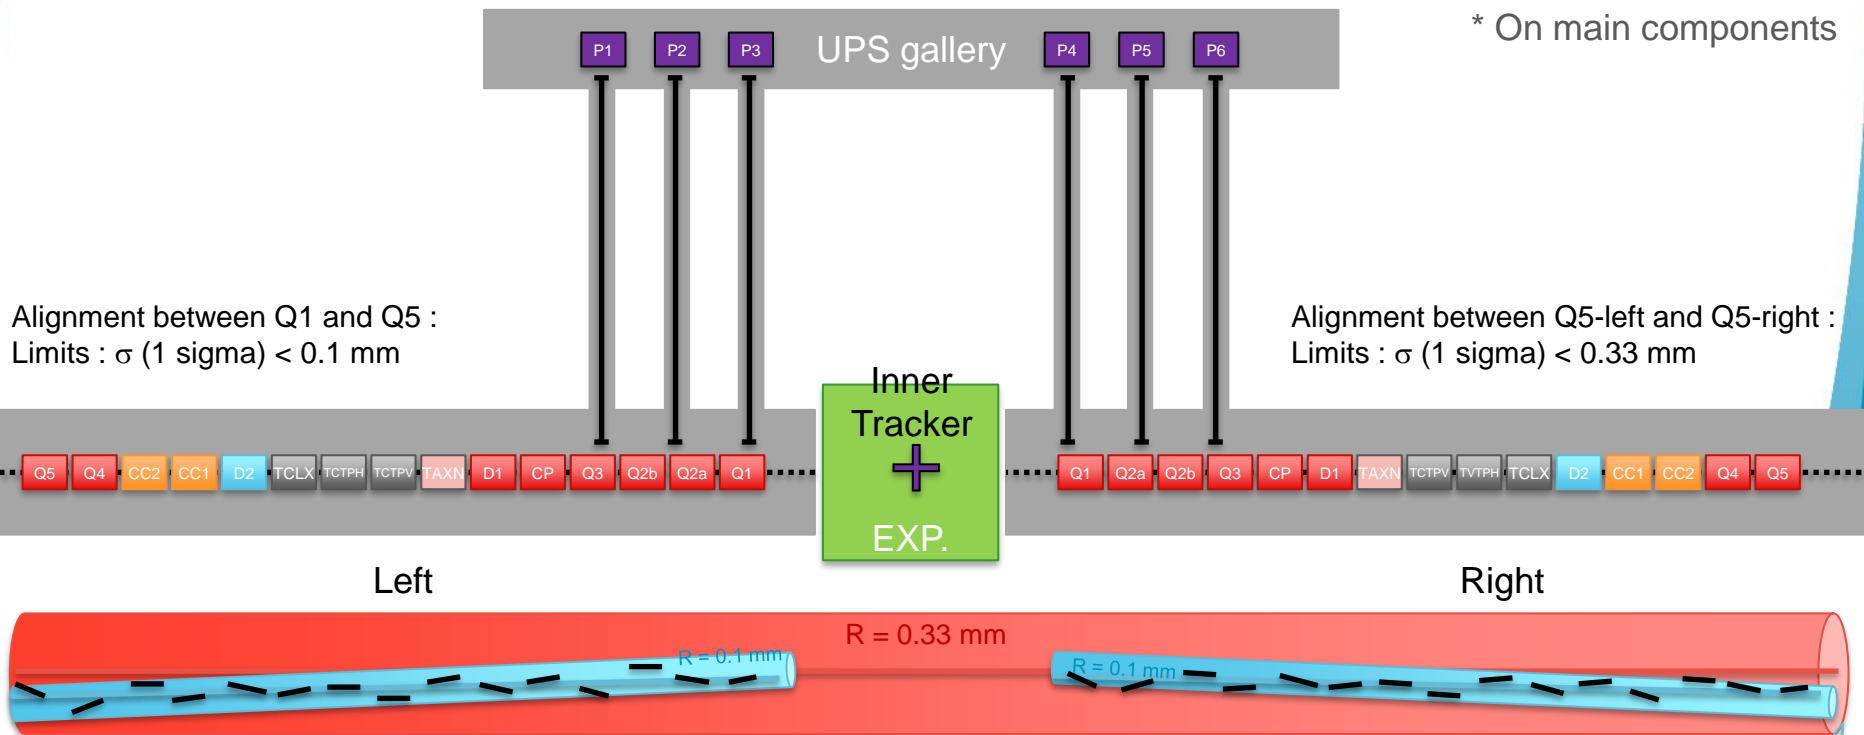 * On main components
P1 P2 P3 UPS gallery P4 P5 P6
Alignment between Q1 and Q5 :
Limits : σ (1 sigma) < 0.1 mm
Alignment between Q5-left and Q5-right :
Limits : σ (1 sigma) < 0.33 mm
Inner
Tracker
EXP.
Q5 Q4 CC2 CC1 D2 TCLX TCTPH TCTPV TAXN D1 CP Q3 Q2b Q2a Q1
Q1 Q2a Q2b Q3 CP D1 TAXN TCTPV TVTPH TCLX D2 CC1 CC2 Q4 Q5
Left
Right
R = 0.33 mm
R = 0.1 mm
R = 0.1 mm